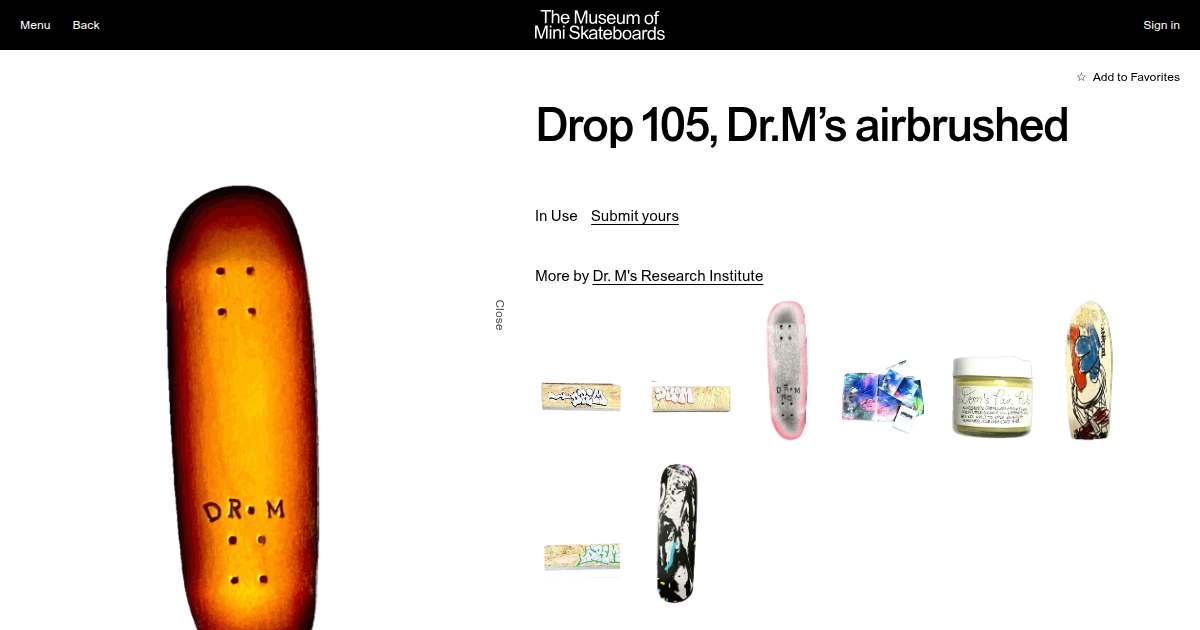 Menu
Back
The Museum of
Mini Skateboards
Sign in
☆ Add to Favorites
Drop 105, Dr.M’s airbrushed
In Use Submit yours
More by Dr. M's Research Institute
Close
DR•M